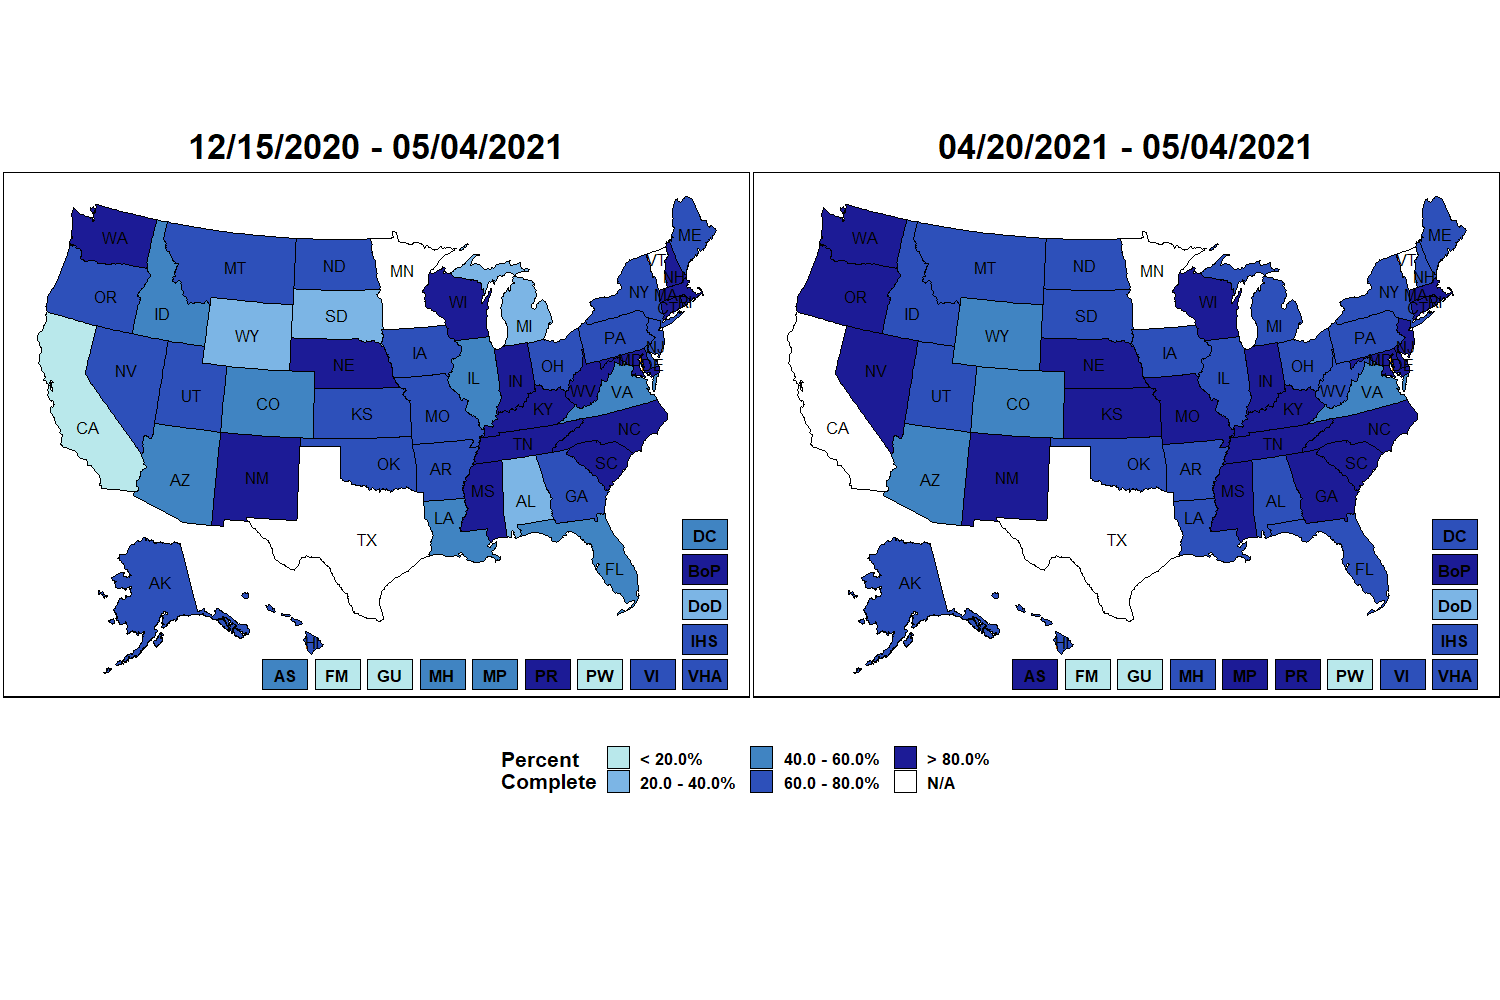 12/15/2020 - 05/04/2021
WA
MT
ND
MN
ME
VT
NH
OR
ID
WY
SD
WI
MI
NY
MA
CT
RI
PA
NJ
NV
UT
CO
NE
IA
IL
IN
OH
MD
DE
WV
VA
CA
KS
MO
KY
NC
TN
SC
AZ
NM
OK
AR
MS
AL
GA
LA
TX
FL
AK
HI
DC
BoP
DoD
IHS
AS FM GU MH MP PR PW VI VHA
04/20/2021 - 05/04/2021
WA
MT
ND
MN
ME
VT
NH
OR
ID
WY
SD
WI
MI
NY
MA
CT
RI
PA
NJ
NV
UT
CO
NE
IA
IL
IN
OH
MD
DE
WV
VA
CA
KS
MO
KY
NC
TN
SC
AZ
NM
OK
AR
MS
AL
GA
LA
TX
FL
AK
HI
DC
BoP
DoD
IHS
AS FM GU MH MP PR PW VI VHA
Percent
Complete
< 20.0% 40.0 - 60.0% > 80.0%
20.0 - 40.0% 60.0 - 80.0% N/A